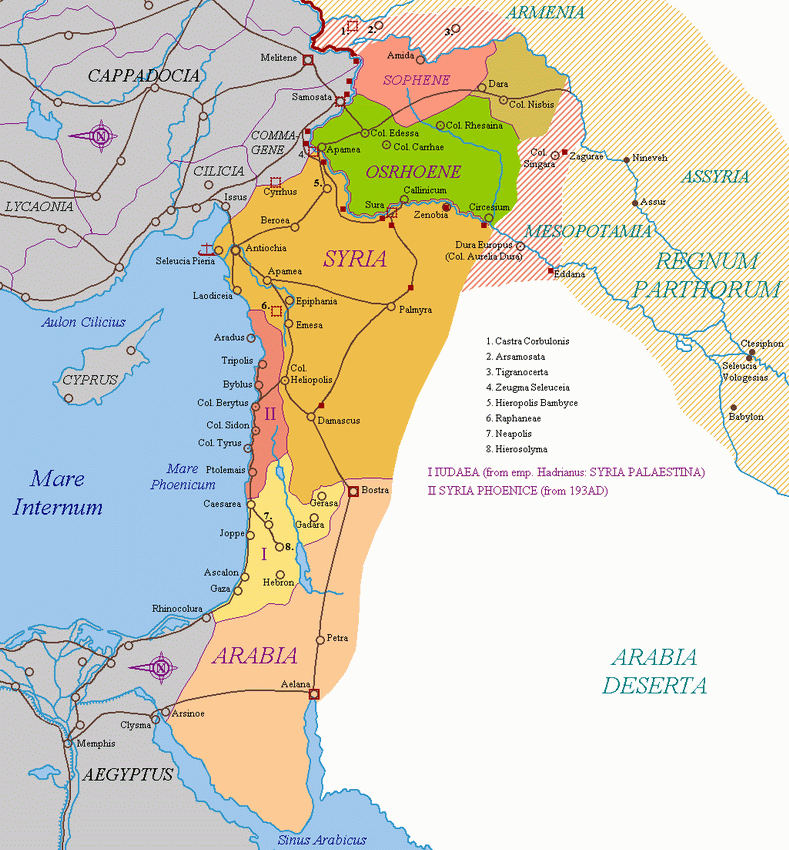 ARMENIA
1.
2.
3.
Melitene
Amida
SOPHENE
CAPPADOCIA
Dara
Samosata
Col. Nisbis
Col. Edessa
Col. Rhesaina
COMMA-
GENE
Col. Carrhae
4.
Apamea
Col.
Singara
Zagurae
Nineveh
CILICIA
OSRHOENE
ASSYRIA
5.
Cyrrhus
Callinicum
Issus
Sura
Zenobia
Circesium
Assur
LYCAONIA
Beroea
MESOPOTAMIA
Antiochia
Dura Europus
(Col. Aurelia Dura)
Seleucia Pieria
SYRIA
REGNUM
PARTHORUM
Apamea
Eddana
Laodiceia
Epiphania
6.
Palmyra
Emesa
Aulon Cilicius
Aradus
1. Castra Corbulonis
2. Arsamosata
3. Tigranocerta
4. Zeugma Seleuceia
5. Hieropolis Bambyce
6. Raphaneae
7. Neapolis
8. Hierosolyma
Ctesiphon
Seleucia
Vologesias
Tripolis
Col.
Heliopolis
CYPRUS
Byblus
Col. Berytus
II
Babylon
Col. Sidon
Damascus
Col. Tyrus
Mare
Phoenicum
Ptolemais
I IUDAEA (from emp. Hadrianus: SYRIA PALAESTINA)
II SYRIA PHOENICE (from 193AD)
Mare
Internum
Bostra
Caesarea
Gerasa
7.
Gadara
Joppe
8.
I
Ascalon
Hebron
Gaza
Rhinocolura
N
Petra
ARABIA
ARABIA
DESERTA
Aelana
Arsinoe
Clysma
Memphis
AEGYPTUS
Sinus Arabicus
N